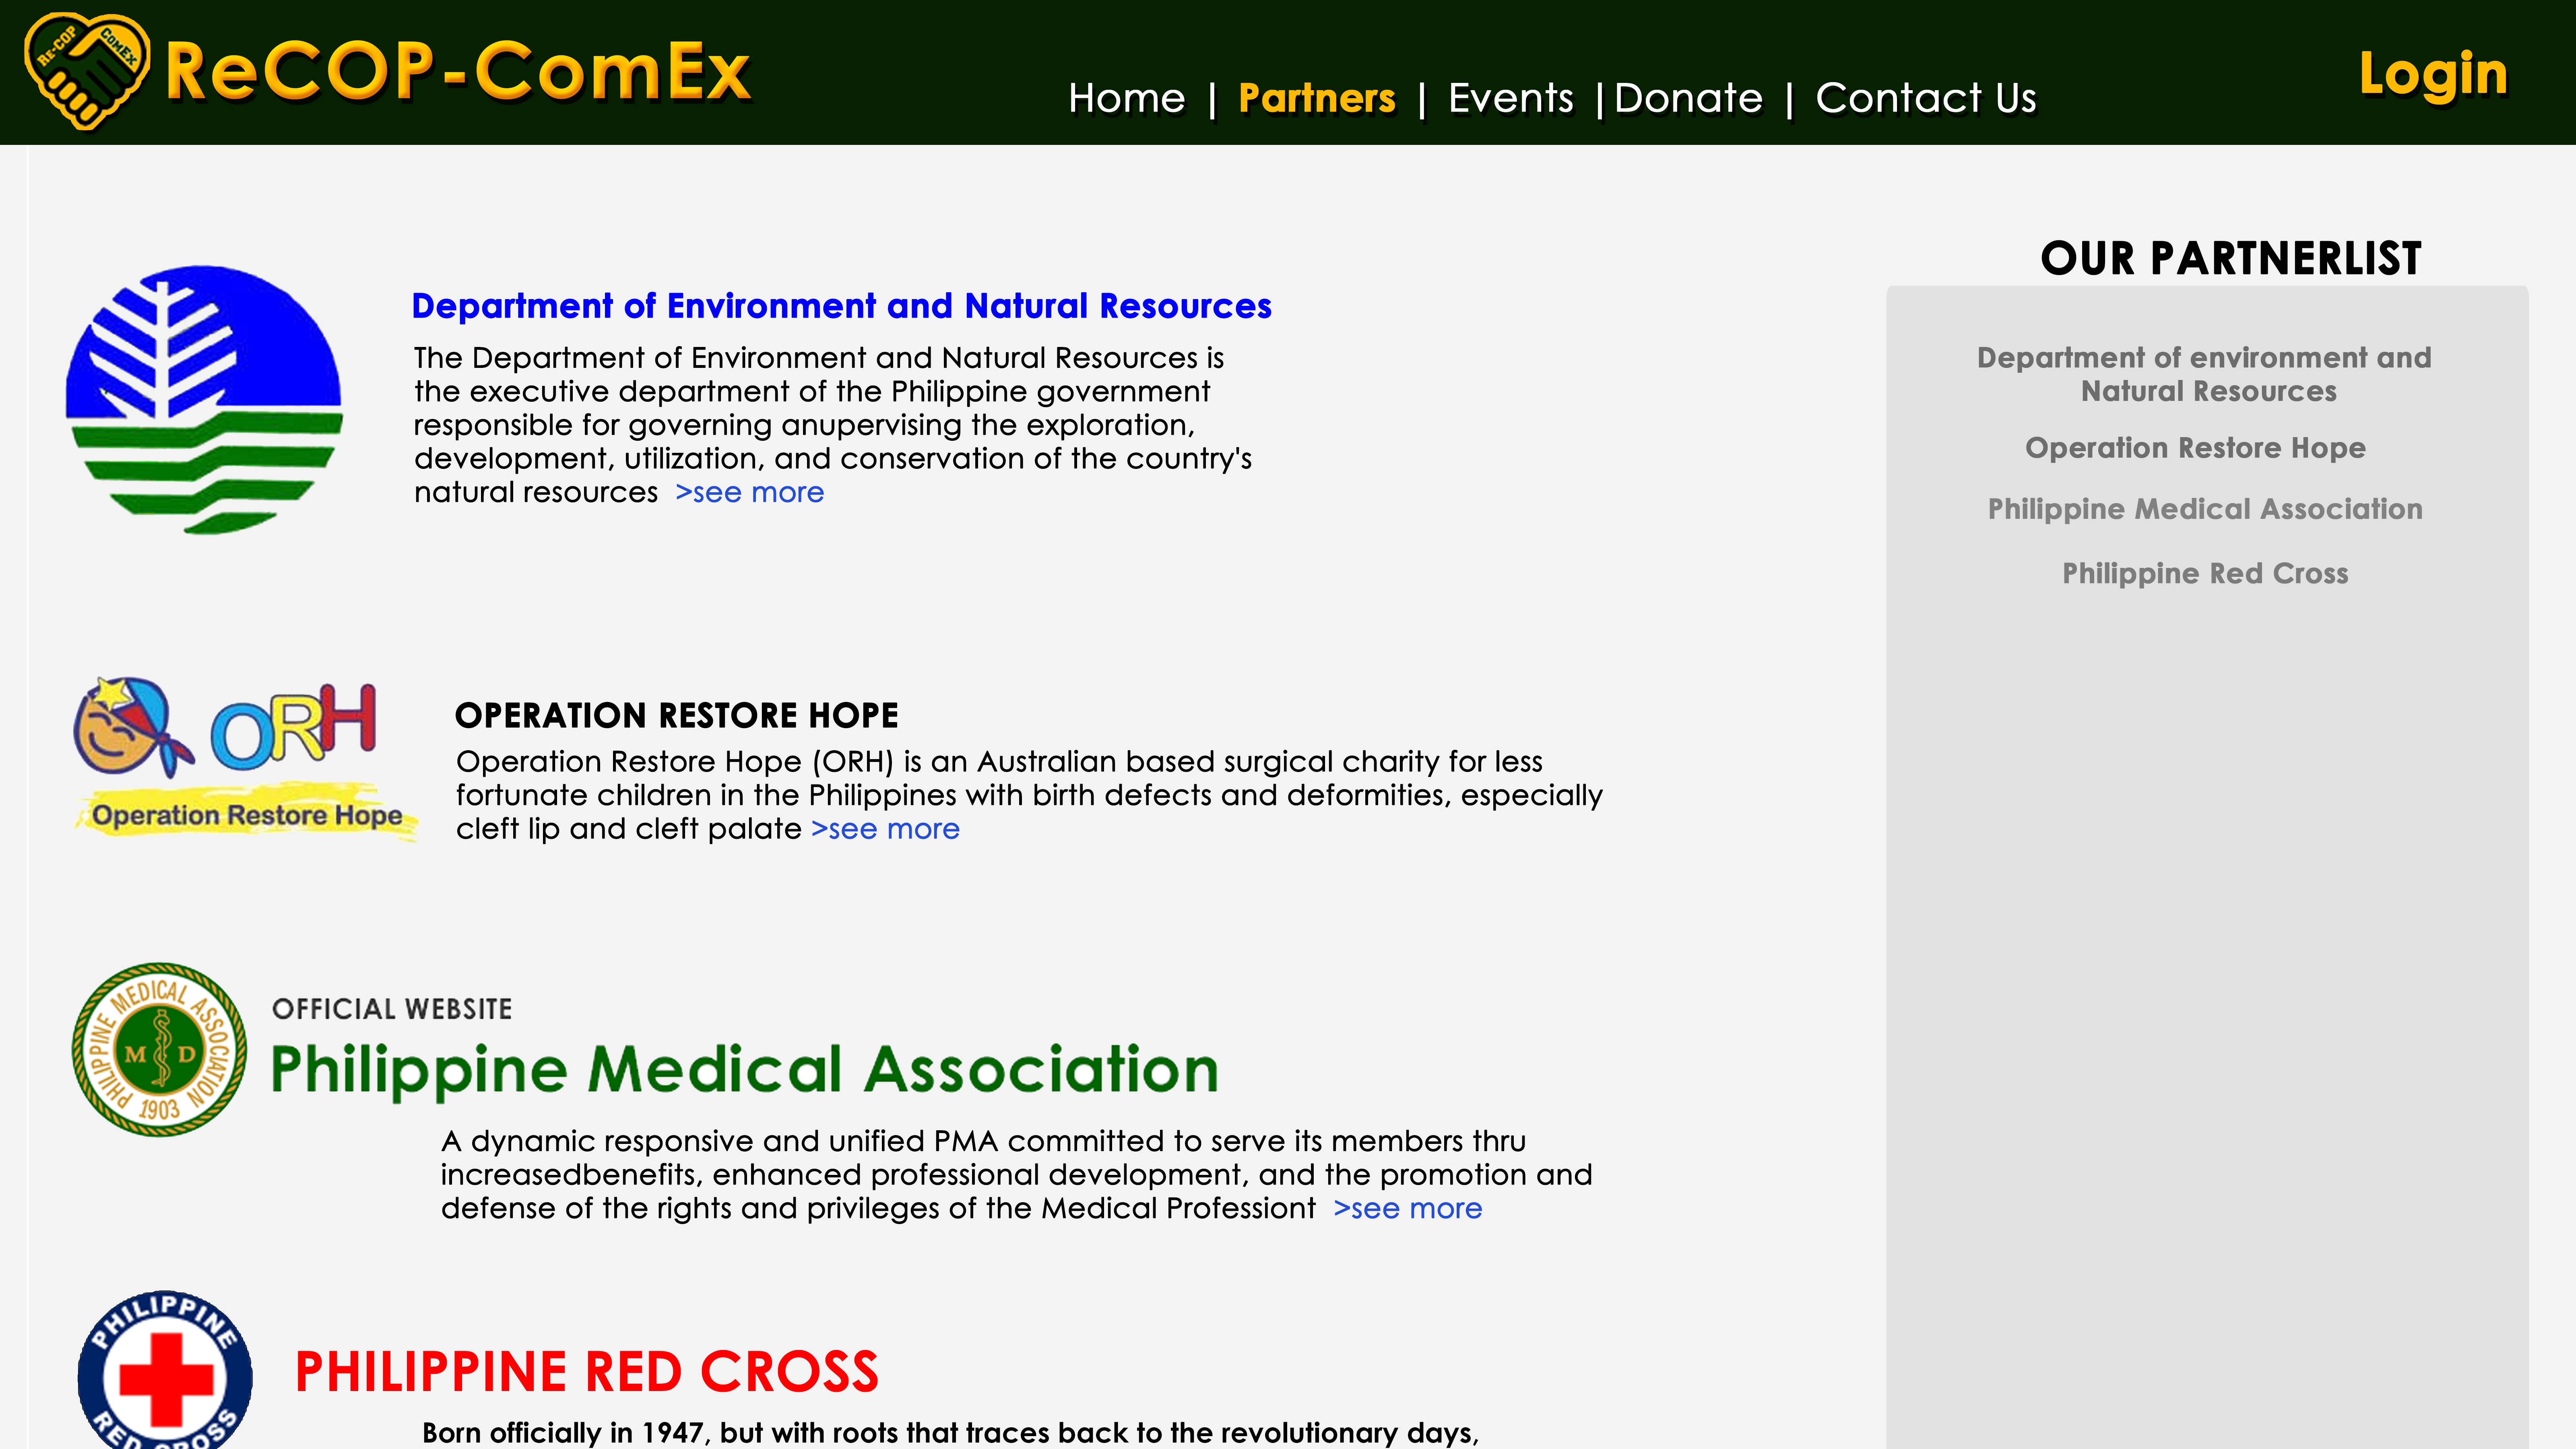 RE-COP COMEX
ReCOP-ComEx
Home | Partners | Events |Donate | Contact Us
Login
OUR PARTNERLIST
Department of environment and
Natural Resources
Operation Restore Hope
Philippine Medical Association
Philippine Red Cross
Department of Environment and Natural Resources
The Department of Environment and Natural Resources is
the executive department of the Philippine government
responsible for governing anupervising the exploration,
development, utilization, and conservation of the country's
natural resources >see more
ORH
Operation Restore Hope
OPERATION RESTORE HOPE
Operation Restore Hope (ORH) is an Australian based surgical charity for less
fortunate children in the Philippines with birth defects and deformities, especially
cleft lip and cleft palate >see more
PHILIPPINE MEDICAL ASSOCIATION
M D
1903
OFFICIAL WEBSITE
Philippine Medical Association
A dynamic responsive and unified PMA committed to serve its members thru
increasedbenefits, enhanced professional development, and the promotion and
defense of the rights and privileges of the Medical Professiont >see more
PHILIPPINE
RED CROSS
PHILIPPINE RED CROSS
Born officially in 1947, but with roots that traces back to the revolutionary days,